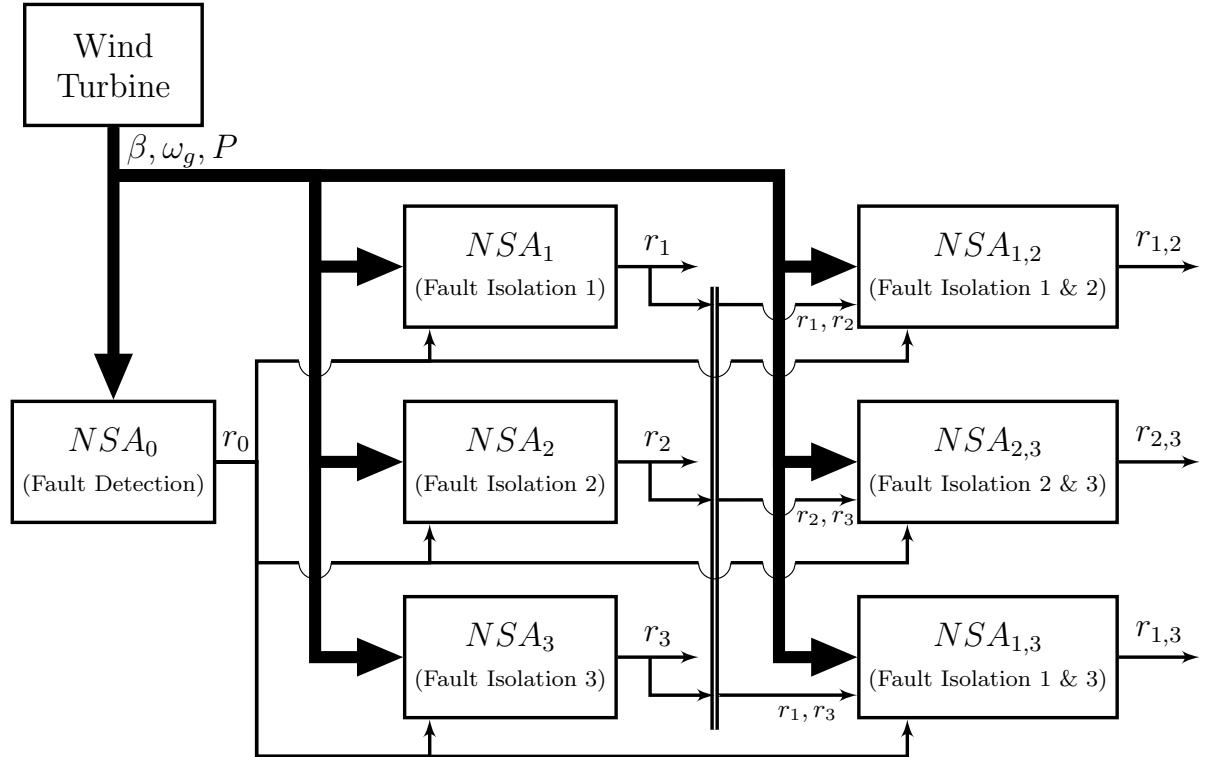 Wind
Turbine
β, ω_g, P
NSA_1
(Fault Isolation 1)
r_1
NSA_{1,2}
(Fault Isolation 1 & 2)
r_{1,2}
r_1, r_2
NSA_0
(Fault Detection)
r_0
NSA_2
(Fault Isolation 2)
r_2
NSA_{2,3}
(Fault Isolation 2 & 3)
r_{2,3}
r_2, r_3
NSA_3
(Fault Isolation 3)
r_3
NSA_{1,3}
(Fault Isolation 1 & 3)
r_{1,3}
r_1, r_3